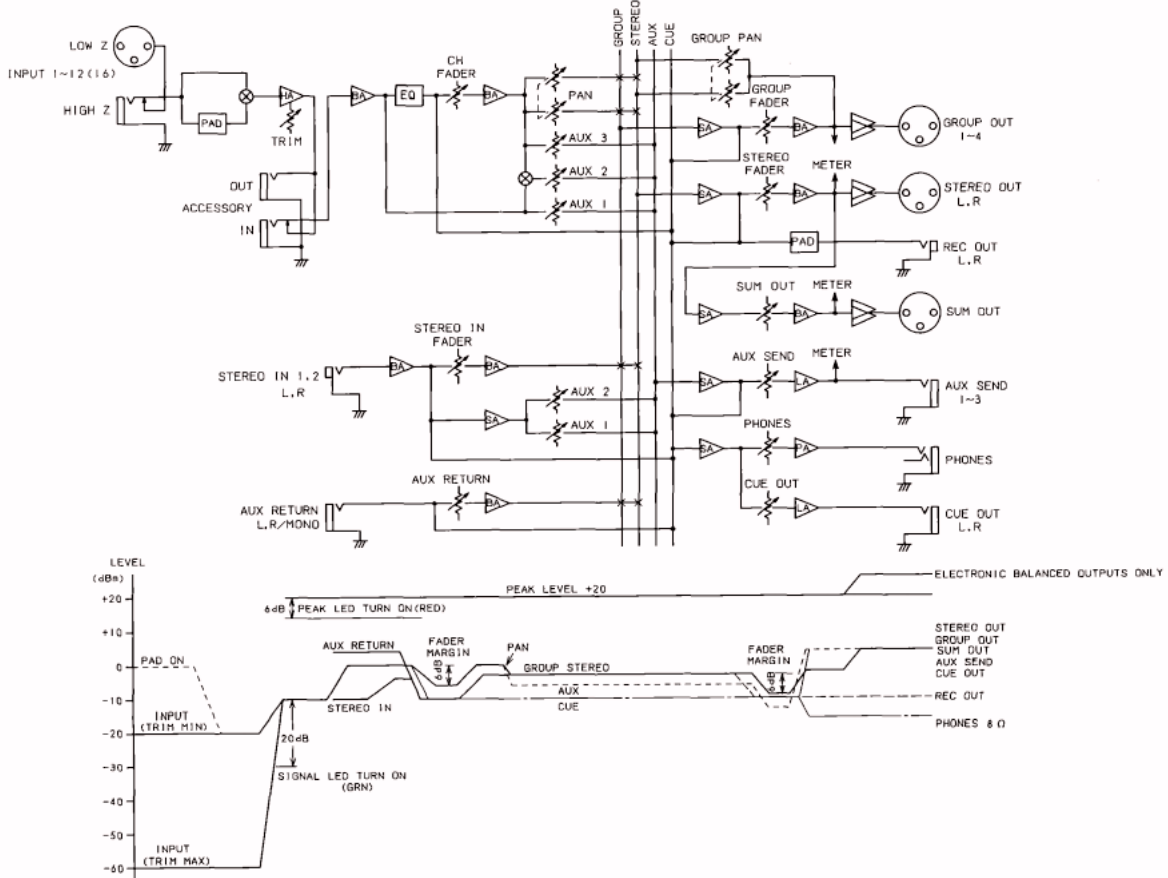 LOW Z
INPUT 1~12(16)
HIGH Z
PAD
HA
TRIM
OUT
ACCESSORY
IN
BA
EQ
CH
FADER
BA
PAN
AUX 3
AUX 2
AUX 1
GROUP
STEREO
AUX
CUE
GROUP PAN
GROUP
FADER
SA
BA
GROUP OUT
1~4
STEREO
FADER
METER
SA
BA
STEREO OUT
L.R
PAD
REC OUT
L.R
SUM OUT
METER
SA
BA
SUM OUT
STEREO IN
FADER
STEREO IN 1.2
L.R
BA
BA
SA
AUX 2
AUX 1
AUX SEND
METER
SA
LA
AUX SEND
1~3
PHONES
SA
PA
PHONES
CUE OUT
LA
CUE OUT
L.R
AUX RETURN
AUX RETURN
L.R/MONO
BA
LEVEL
(dBm)
+20
+10
0
-10
-20
-30
-40
-50
-60
PEAK LEVEL +20
ELECTRONIC BALANCED OUTPUTS ONLY
6dB
PEAK LED TURN ON(RED)
PAD ON
AUX RETURN
FADER
MARGIN
6dB
PAN
GROUP STEREO
AUX
CUE
FADER
MARGIN
6dB
STEREO OUT
GROUP OUT
SUM OUT
AUX SEND
CUE OUT
REC OUT
PHONES 8 Ω
INPUT
(TRIM MIN)
STEREO IN
20dB
SIGNAL LED TURN ON
(GRN)
INPUT
(TRIM MAX)